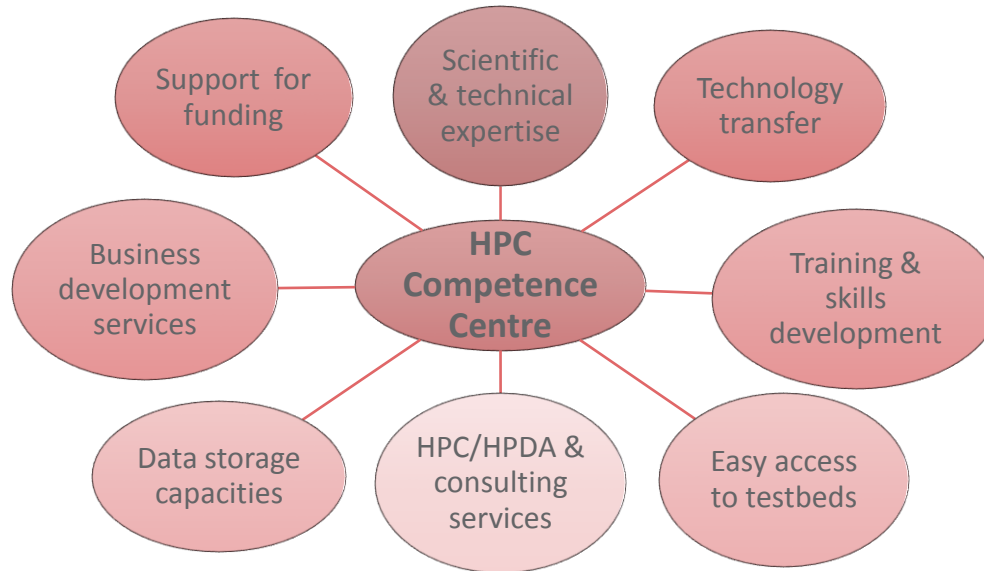 Support for
funding
Scientific
& technical
expertise
Technology
transfer
Business
development
services
HPC
Competence
Centre
Training &
skills
development
Data storage
capacities
HPC/HPDA &
consulting
services
Easy access
to testbeds